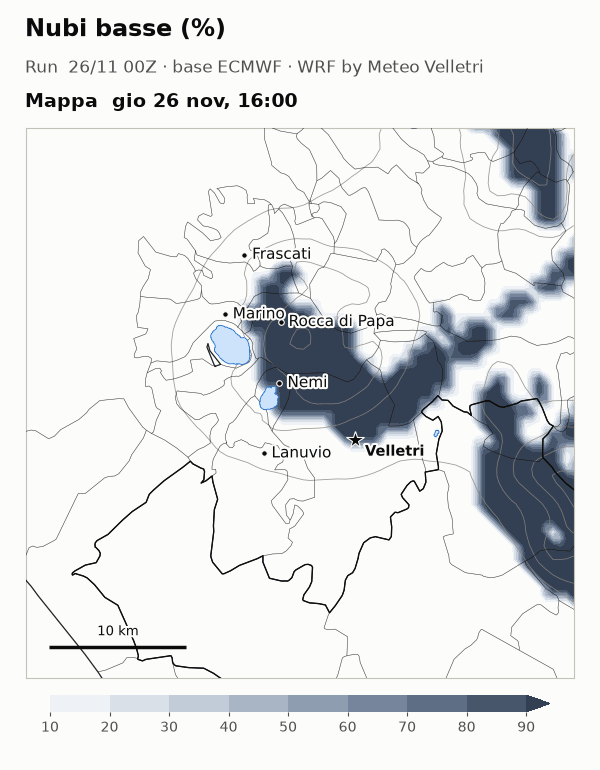 Nubi basse (%)
Run  26/11 00Z · base ECMWF · WRF by Meteo Velletri
Mappa  gio 26 nov, 16:00
Frascati
Marino
Rocca di Papa
Nemi
Velletri
Lanuvio
10 km
10 20 30 40 50 60 70 80 90